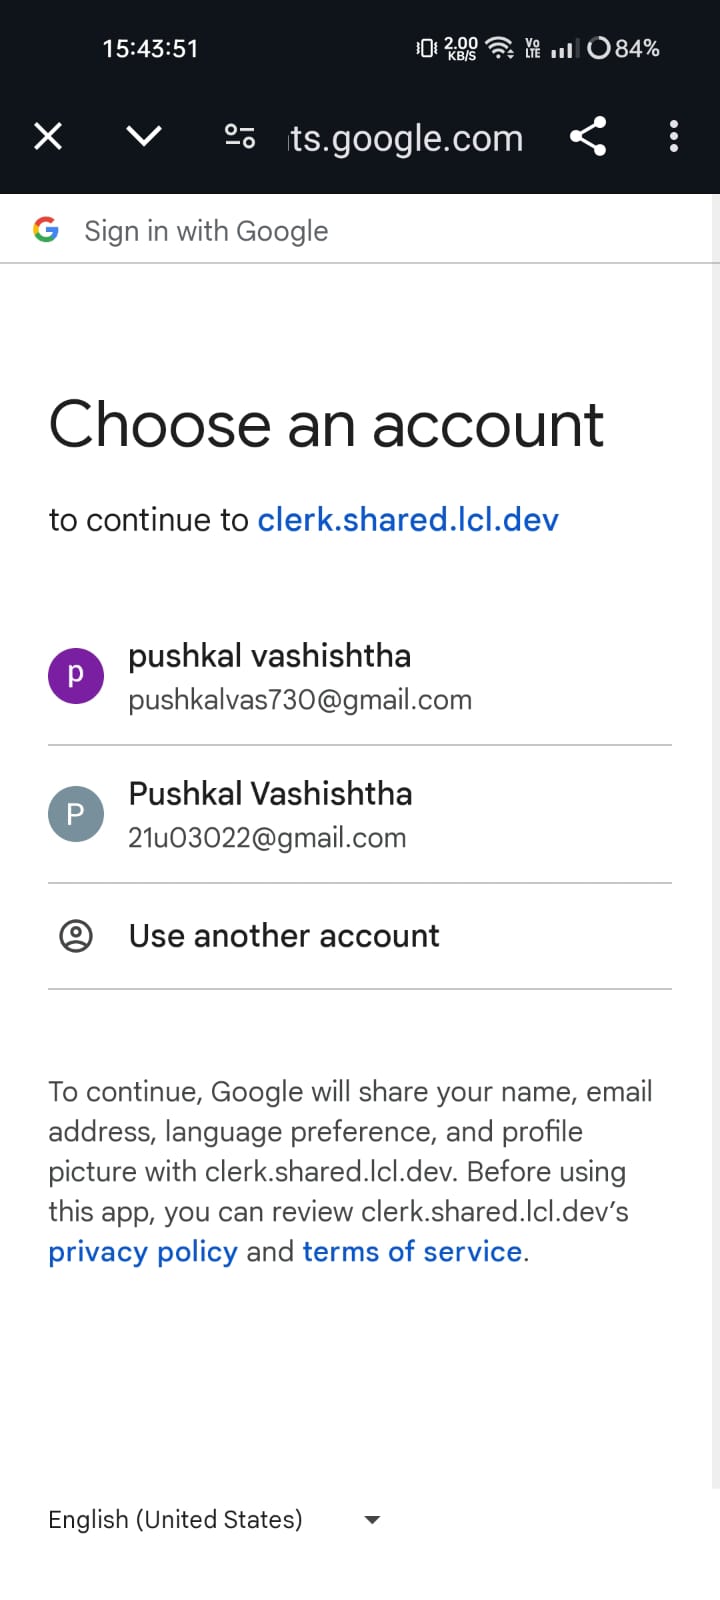 15:43:51
2.00 KB/S Vo LTE 84%
ts.google.com
Sign in with Google
Choose an account
to continue to clerk.shared.lcl.dev
p
pushkal vashishtha
pushkalvas730@gmail.com
P
Pushkal Vashishtha
21u03022@gmail.com
Use another account
To continue, Google will share your name, email
address, language preference, and profile
picture with clerk.shared.lcl.dev. Before using
this app, you can review clerk.shared.lcl.dev’s
privacy policy and terms of service.
English (United States)